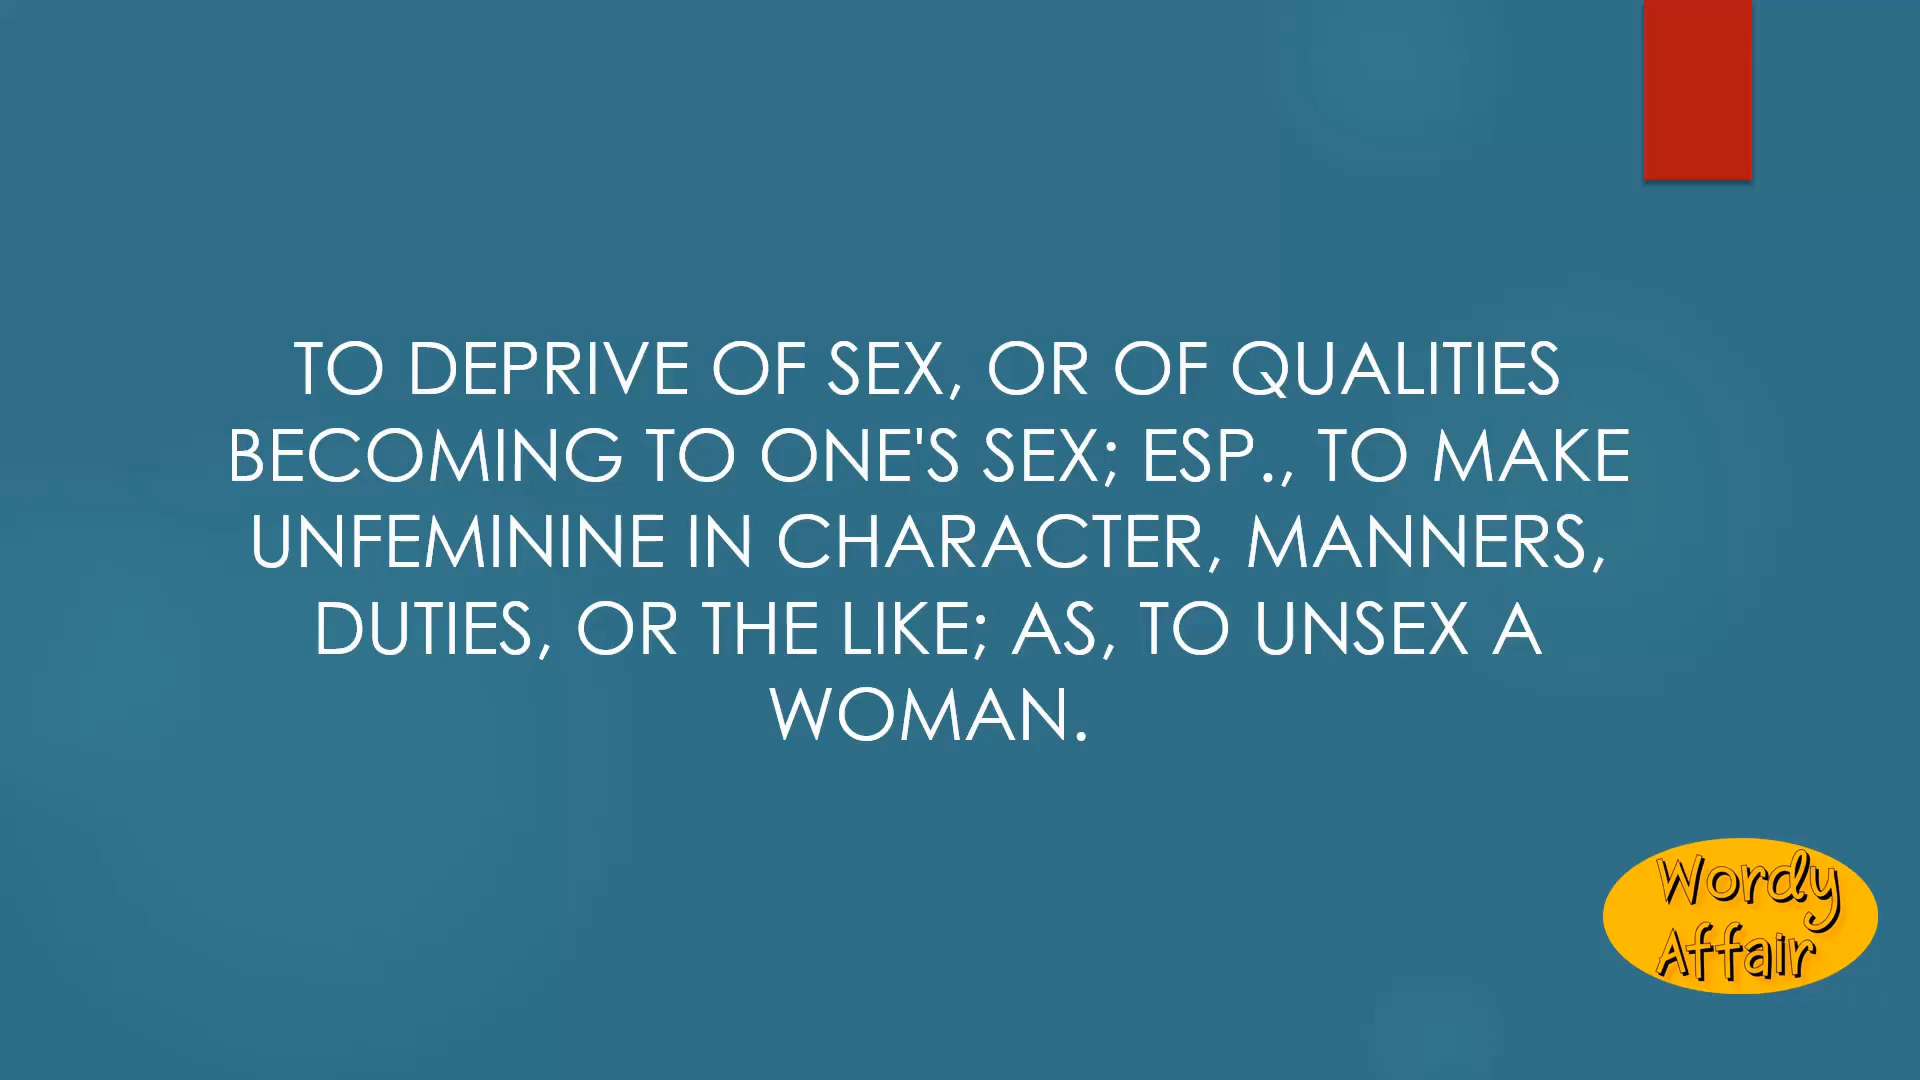 TO DEPRIVE OF SEX, OR OF QUALITIES
BECOMING TO ONE'S SEX; ESP., TO MAKE
UNFEMININE IN CHARACTER, MANNERS,
DUTIES, OR THE LIKE; AS, TO UNSEX A
WOMAN.
Wordy
Affair